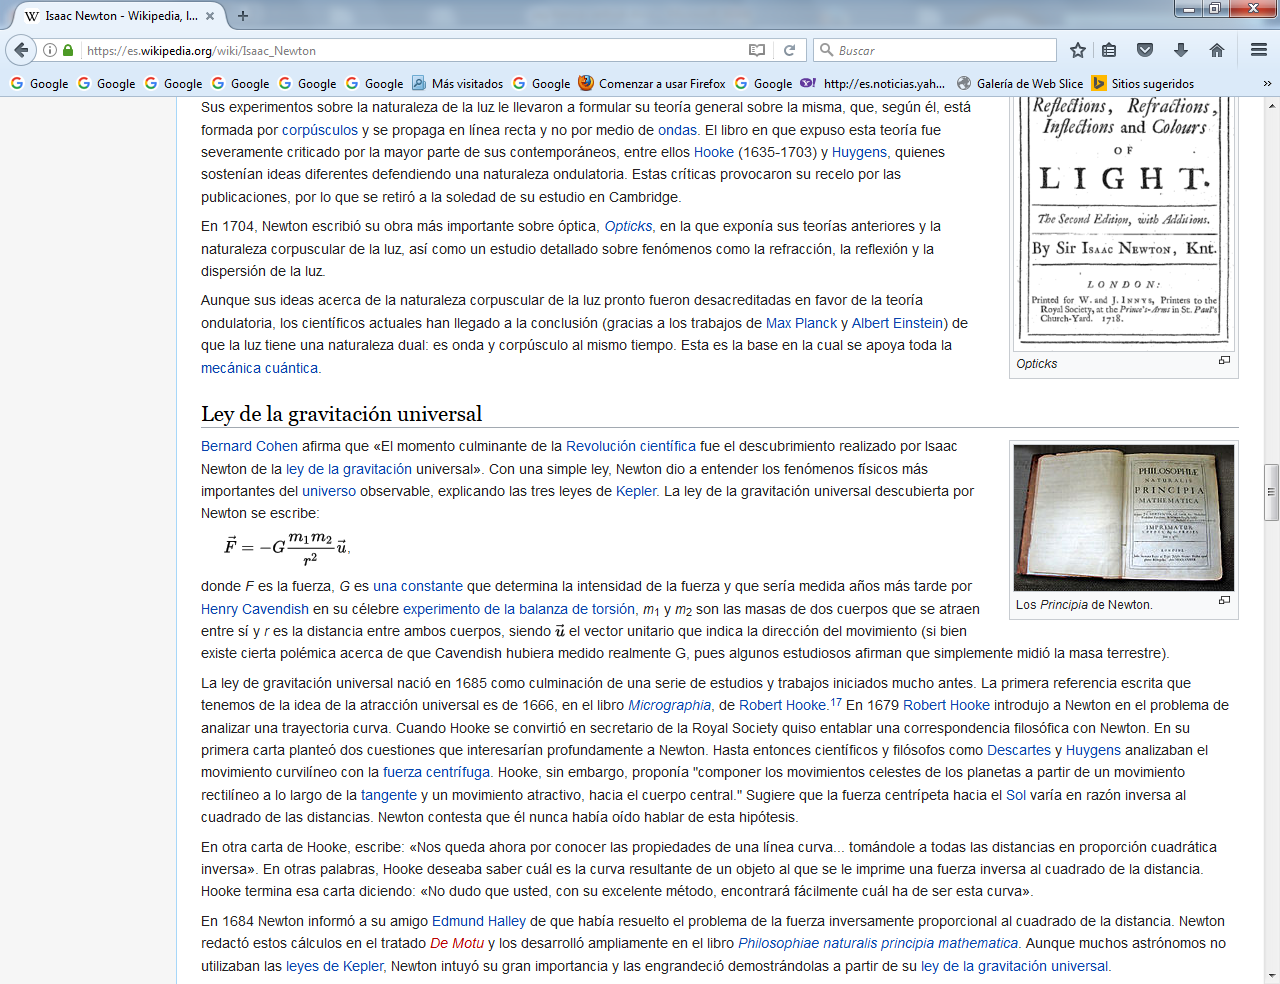 Isaac Newton - Wikipedia, l...
https://es.wikipedia.org/wiki/Isaac_Newton
Buscar
Google Google Google Google Google Google Más visitados Google Comenzar a usar Firefox Google http://es.noticias.yah... Galería de Web Slice Sitios sugeridos
Sus experimentos sobre la naturaleza de la luz le llevaron a formular su teoría general sobre la misma, que, según él, está
formada por corpúsculos y se propaga en línea recta y no por medio de ondas. El libro en que expuso esta teoría fue
severamente criticado por la mayor parte de sus contemporáneos, entre ellos Hooke (1635-1703) y Huygens, quienes
sostenían ideas diferentes defendiendo una naturaleza ondulatoria. Estas críticas provocaron su recelo por las
publicaciones, por lo que se retiró a la soledad de su estudio en Cambridge.
En 1704, Newton escribió su obra más importante sobre óptica, Opticks, en la que exponía sus teorías anteriores y la
naturaleza corpuscular de la luz, así como un estudio detallado sobre fenómenos como la refracción, la reflexión y la
dispersión de la luz.
Aunque sus ideas acerca de la naturaleza corpuscular de la luz pronto fueron desacreditadas en favor de la teoría
ondulatoria, los científicos actuales han llegado a la conclusión (gracias a los trabajos de Max Planck y Albert Einstein) de
que la luz tiene una naturaleza dual: es onda y corpúsculo al mismo tiempo. Esta es la base en la cual se apoya toda la
mecánica cuántica.
Reflections, Refractions,
Inflections and Colours
OF
LIGHT.
The Second Edition, with Additions.
By Sir ISAAC NEWTON, Knt.
LONDON:
Printed for W. and J. INNYS, Printers to the
Royal Society, at the Prince's-Arms in St. Paul's
Church-Yard. 1718.
Opticks
Ley de la gravitación universal
Bernard Cohen afirma que «El momento culminante de la Revolución científica fue el descubrimiento realizado por Isaac
Newton de la ley de la gravitación universal». Con una simple ley, Newton dio a entender los fenómenos físicos más
importantes del universo observable, explicando las tres leyes de Kepler. La ley de la gravitación universal descubierta por
Newton se escribe:
F⃗ = −G m₁m₂/r² u⃗,
donde F es la fuerza, G es una constante que determina la intensidad de la fuerza y que sería medida años más tarde por
Henry Cavendish en su célebre experimento de la balanza de torsión, m₁ y m₂ son las masas de dos cuerpos que se atraen
entre sí y r es la distancia entre ambos cuerpos, siendo u⃗ el vector unitario que indica la dirección del movimiento (si bien
existe cierta polémica acerca de que Cavendish hubiera medido realmente G, pues algunos estudiosos afirman que simplemente midió la masa terrestre).
PHILOSOPHIÆ
NATURALIS
PRINCIPIA
MATHEMATICA
IMPRIMATUR
LONDINI
Los Principia de Newton.
La ley de gravitación universal nació en 1685 como culminación de una serie de estudios y trabajos iniciados mucho antes. La primera referencia escrita que
tenemos de la idea de la atracción universal es de 1666, en el libro Micrographia, de Robert Hooke.17 En 1679 Robert Hooke introdujo a Newton en el problema de
analizar una trayectoria curva. Cuando Hooke se convirtió en secretario de la Royal Society quiso entablar una correspondencia filosófica con Newton. En su
primera carta planteó dos cuestiones que interesarían profundamente a Newton. Hasta entonces científicos y filósofos como Descartes y Huygens analizaban el
movimiento curvilíneo con la fuerza centrífuga. Hooke, sin embargo, proponía "componer los movimientos celestes de los planetas a partir de un movimiento
rectilíneo a lo largo de la tangente y un movimiento atractivo, hacia el cuerpo central." Sugiere que la fuerza centrípeta hacia el Sol varía en razón inversa al
cuadrado de las distancias. Newton contesta que él nunca había oído hablar de esta hipótesis.
En otra carta de Hooke, escribe: «Nos queda ahora por conocer las propiedades de una línea curva... tomándole a todas las distancias en proporción cuadrática
inversa». En otras palabras, Hooke deseaba saber cuál es la curva resultante de un objeto al que se le imprime una fuerza inversa al cuadrado de la distancia.
Hooke termina esa carta diciendo: «No dudo que usted, con su excelente método, encontrará fácilmente cuál ha de ser esta curva».
En 1684 Newton informó a su amigo Edmund Halley de que había resuelto el problema de la fuerza inversamente proporcional al cuadrado de la distancia. Newton
redactó estos cálculos en el tratado De Motu y los desarrolló ampliamente en el libro Philosophiae naturalis principia mathematica. Aunque muchos astrónomos no
utilizaban las leyes de Kepler, Newton intuyó su gran importancia y las engrandeció demostrándolas a partir de su ley de la gravitación universal.